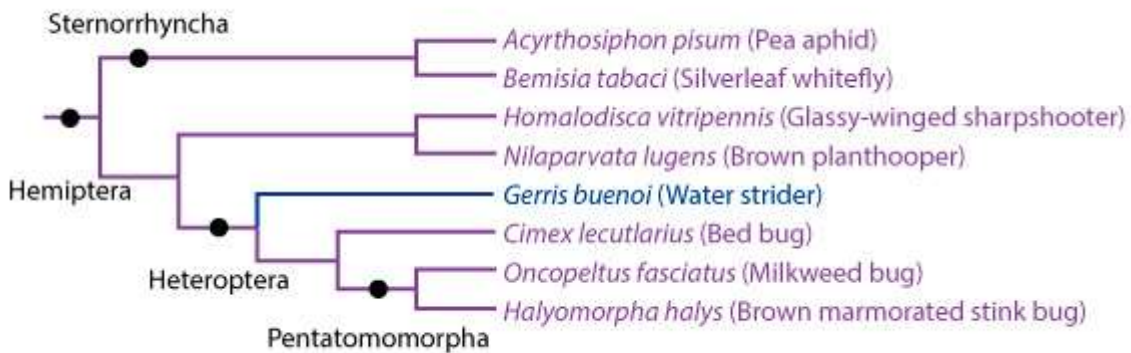 Sternorrhyncha
Acyrthosiphon pisum (Pea aphid)
Bemisia tabaci (Silverleaf whitefly)
Homalodisca vitripennis (Glassy-winged sharpshooter)
Nilaparvata lugens (Brown planthooper)
Hemiptera
Gerris buenoi (Water strider)
Cimex lecutlarius (Bed bug)
Heteroptera
Oncopeltus fasciatus (Milkweed bug)
Halyomorpha halys (Brown marmorated stink bug)
Pentatomomorpha